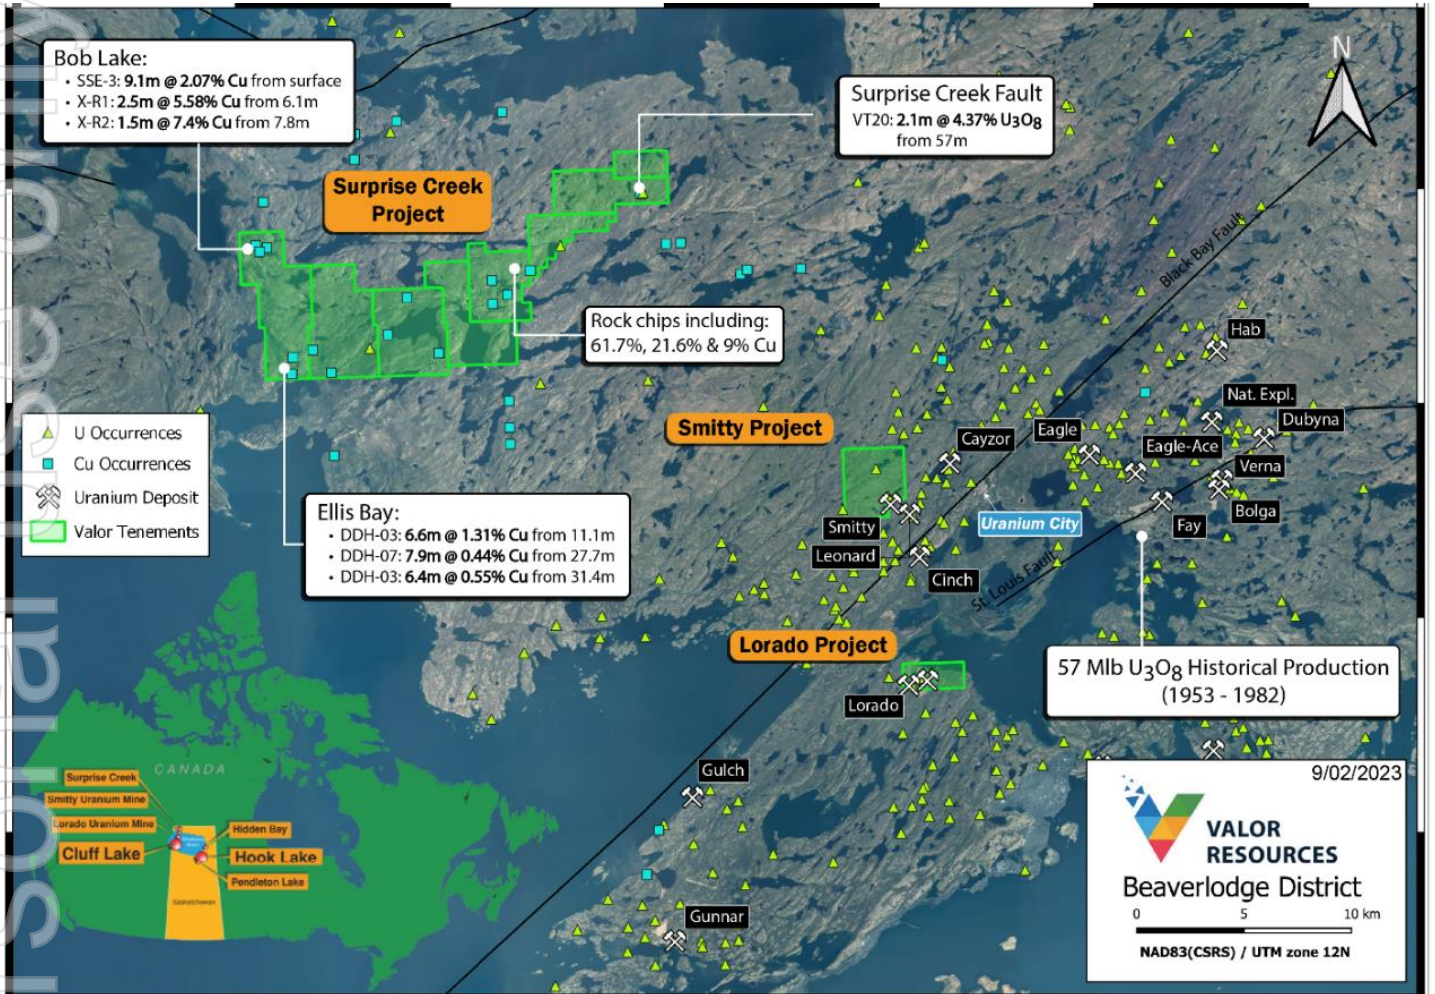 Bob Lake:
• SSE-3: 9.1m @ 2.07% Cu from surface
• X-R1: 2.5m @ 5.58% Cu from 6.1m
• X-R2: 1.5m @ 7.4% Cu from 7.8m
Surprise Creek Fault
VT20: 2.1m @ 4.37% U3O8
from 57m
N
Surprise Creek
Project
Black Bay Fault
Rock chips including:
61.7%, 21.6% & 9% Cu
Hab
Nat. Expl.
Dubyna
Smitty Project
Cayzor
Eagle
Eagle-Ace
Verna
Bolga
Fay
U Occurrences
Cu Occurrences
Uranium Deposit
Valor Tenements
Ellis Bay:
• DDH-03: 6.6m @ 1.31% Cu from 11.1m
• DDH-07: 7.9m @ 0.44% Cu from 27.7m
• DDH-03: 6.4m @ 0.55% Cu from 31.4m
Smitty
Leonard
Cinch
Uranium City
St. Louis Fault
Lorado Project
Lorado
57 Mlb U3O8 Historical Production
(1953 - 1982)
Gulch
Gunnar
CANADA
Surprise Creek
Smitty Uranium Mine
Lorado Uranium Mine
Cluff Lake
Hidden Bay
Hook Lake
Pendleton Lake
Saskatchewan
9/02/2023
VALOR
RESOURCES
Beaverlodge District
0 5 10 km
NAD83(CSRS) / UTM zone 12N